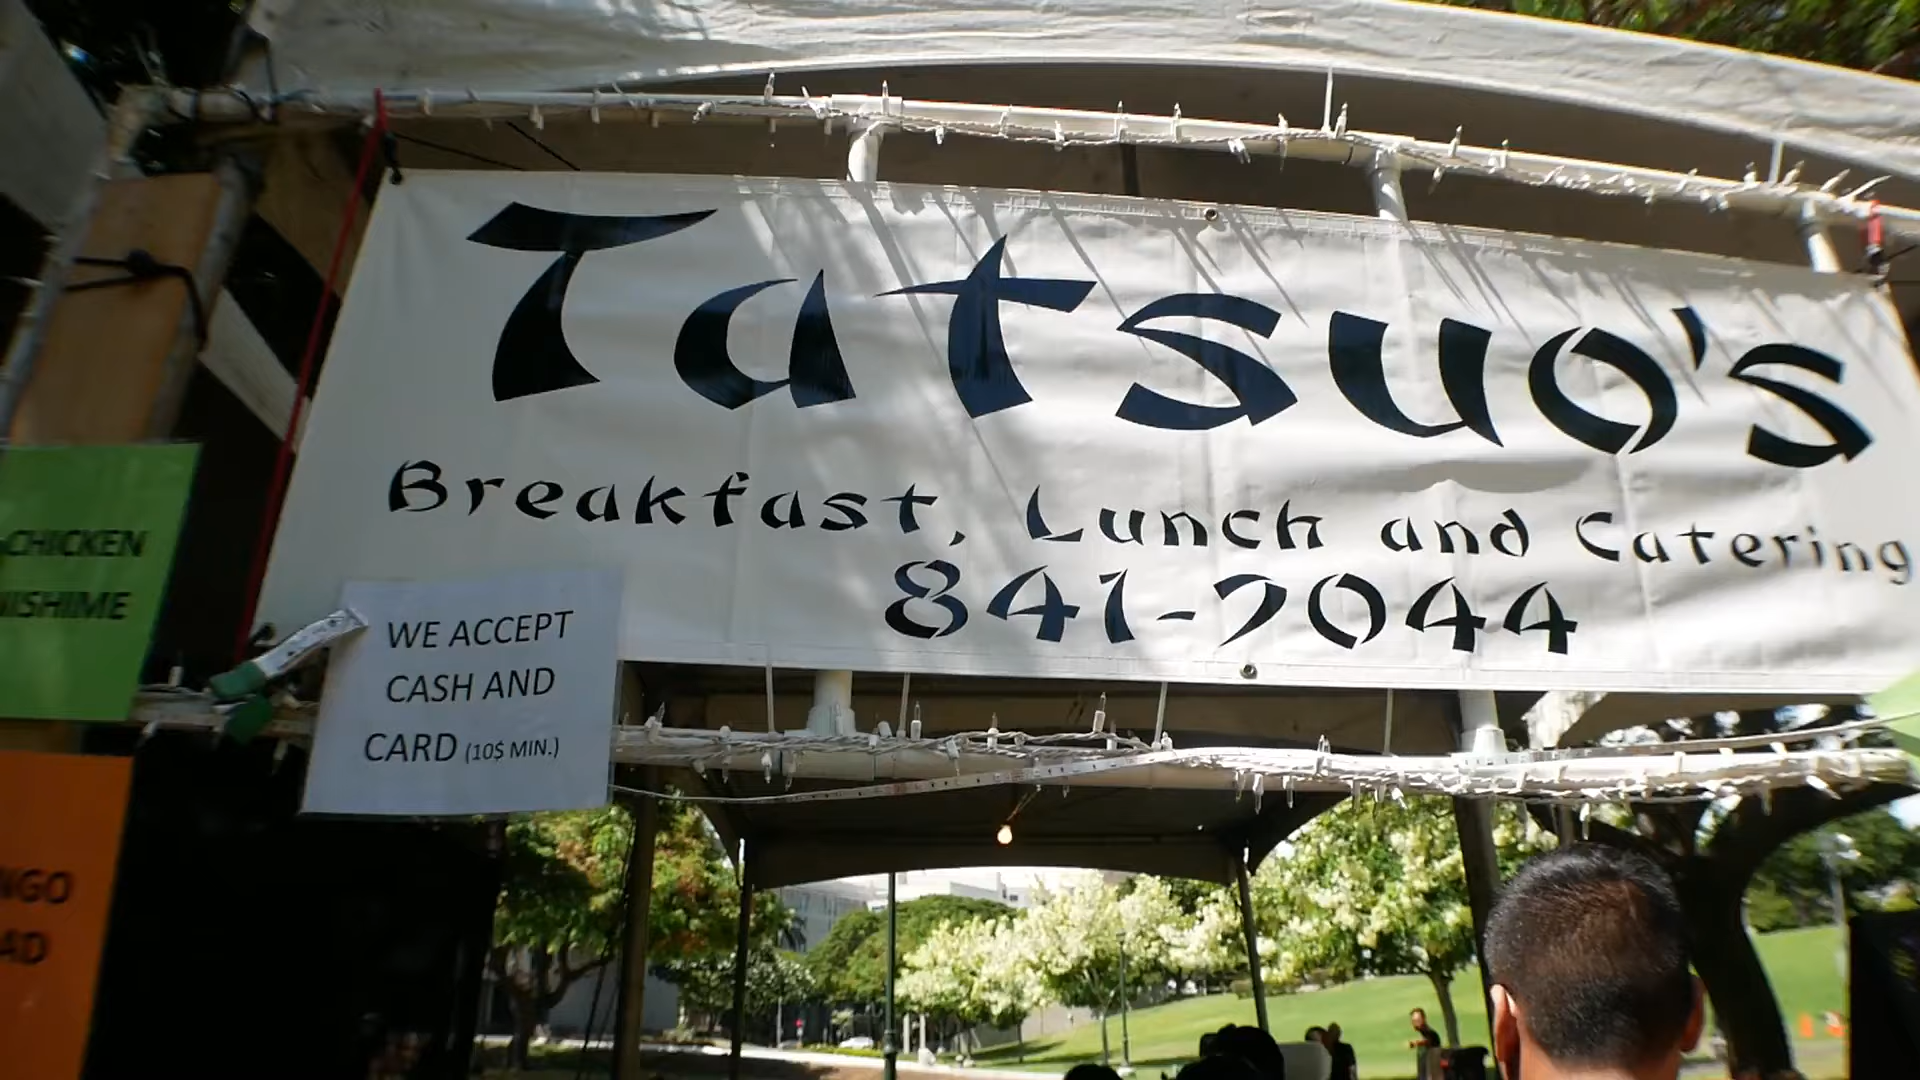 Tatsuo's
Breakfast, Lunch and Catering
841-7044
WE ACCEPT
CASH AND
CARD (10$ MIN.)
CHICKEN
NISHIME